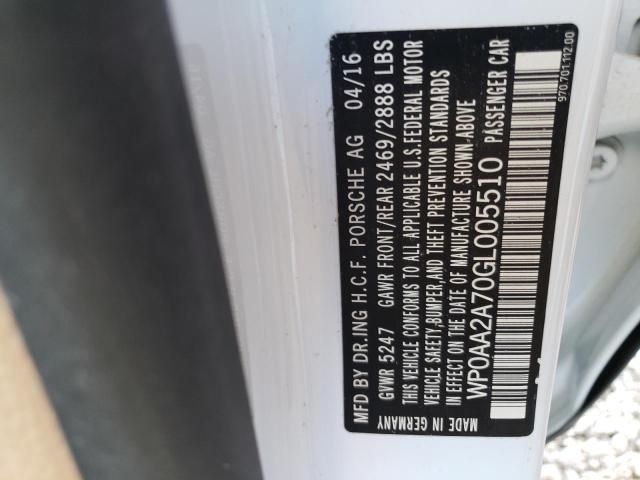 MFD BY DR.ING H.C.F. PORSCHE AG 04/16
GVWR 5247 GAWR FRONT/REAR 2469/2888 LBS
THIS VEHICLE CONFORMS TO ALL APPLICABLE U.S.FEDERAL MOTOR
VEHICLE SAFETY,BUMPER,AND THEFT PREVENTION STANDARDS
IN EFFECT ON THE DATE OF MANUFACTURE SHOWN ABOVE
WP0AA2A70GL005510 PASSENGER CAR
MADE IN GERMANY
970.701.112.00